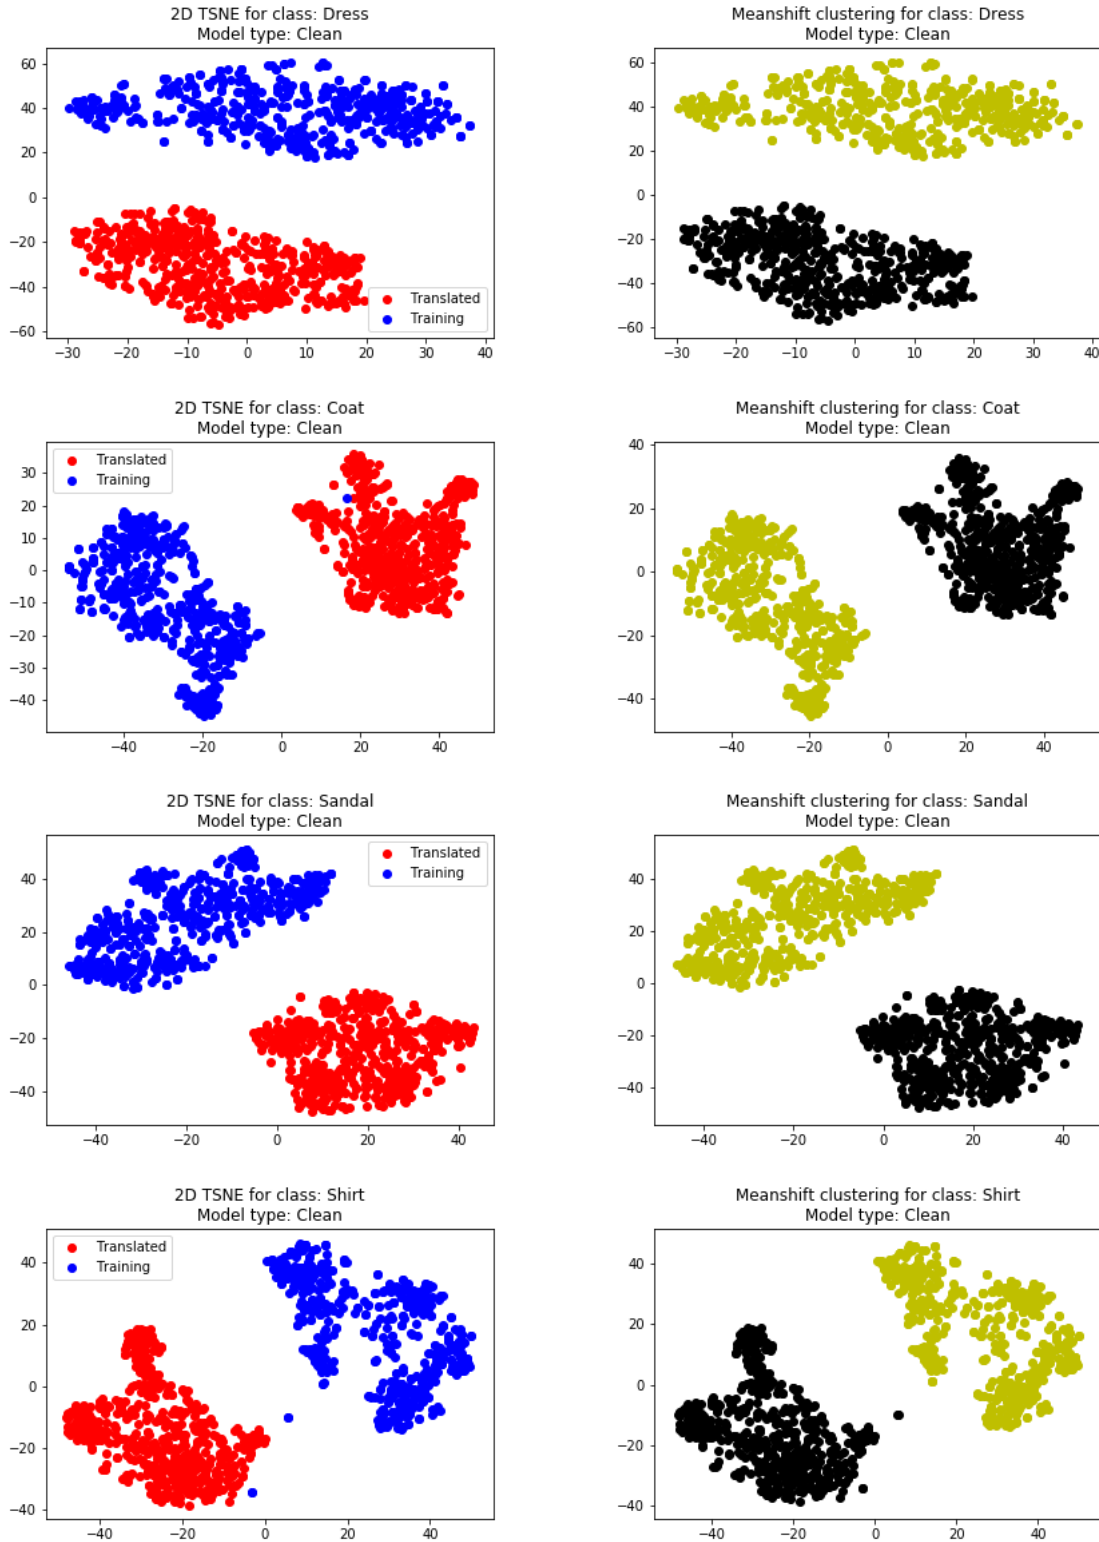 2D TSNE for class: Dress
Model type: Clean
60
40
20
0
−20
−40
−60
Translated
Training
−30 −20 −10 0 10 20 30 40
Meanshift clustering for class: Dress
Model type: Clean
60
40
20
0
−20
−40
−60
−30 −20 −10 0 10 20 30 40
2D TSNE for class: Coat
Model type: Clean
Translated
Training
30
20
10
0
−10
−20
−30
−40
−40 −20 0 20 40
Meanshift clustering for class: Coat
Model type: Clean
40
20
0
−20
−40
−40 −20 0 20 40
2D TSNE for class: Sandal
Model type: Clean
Translated
Training
40
20
0
−20
−40
−40 −20 0 20 40
Meanshift clustering for class: Sandal
Model type: Clean
40
20
0
−20
−40
−40 −20 0 20 40
2D TSNE for class: Shirt
Model type: Clean
Translated
Training
40
20
0
−20
−40
−40 −20 0 20 40
Meanshift clustering for class: Shirt
Model type: Clean
40
20
0
−20
−40
−40 −20 0 20 40